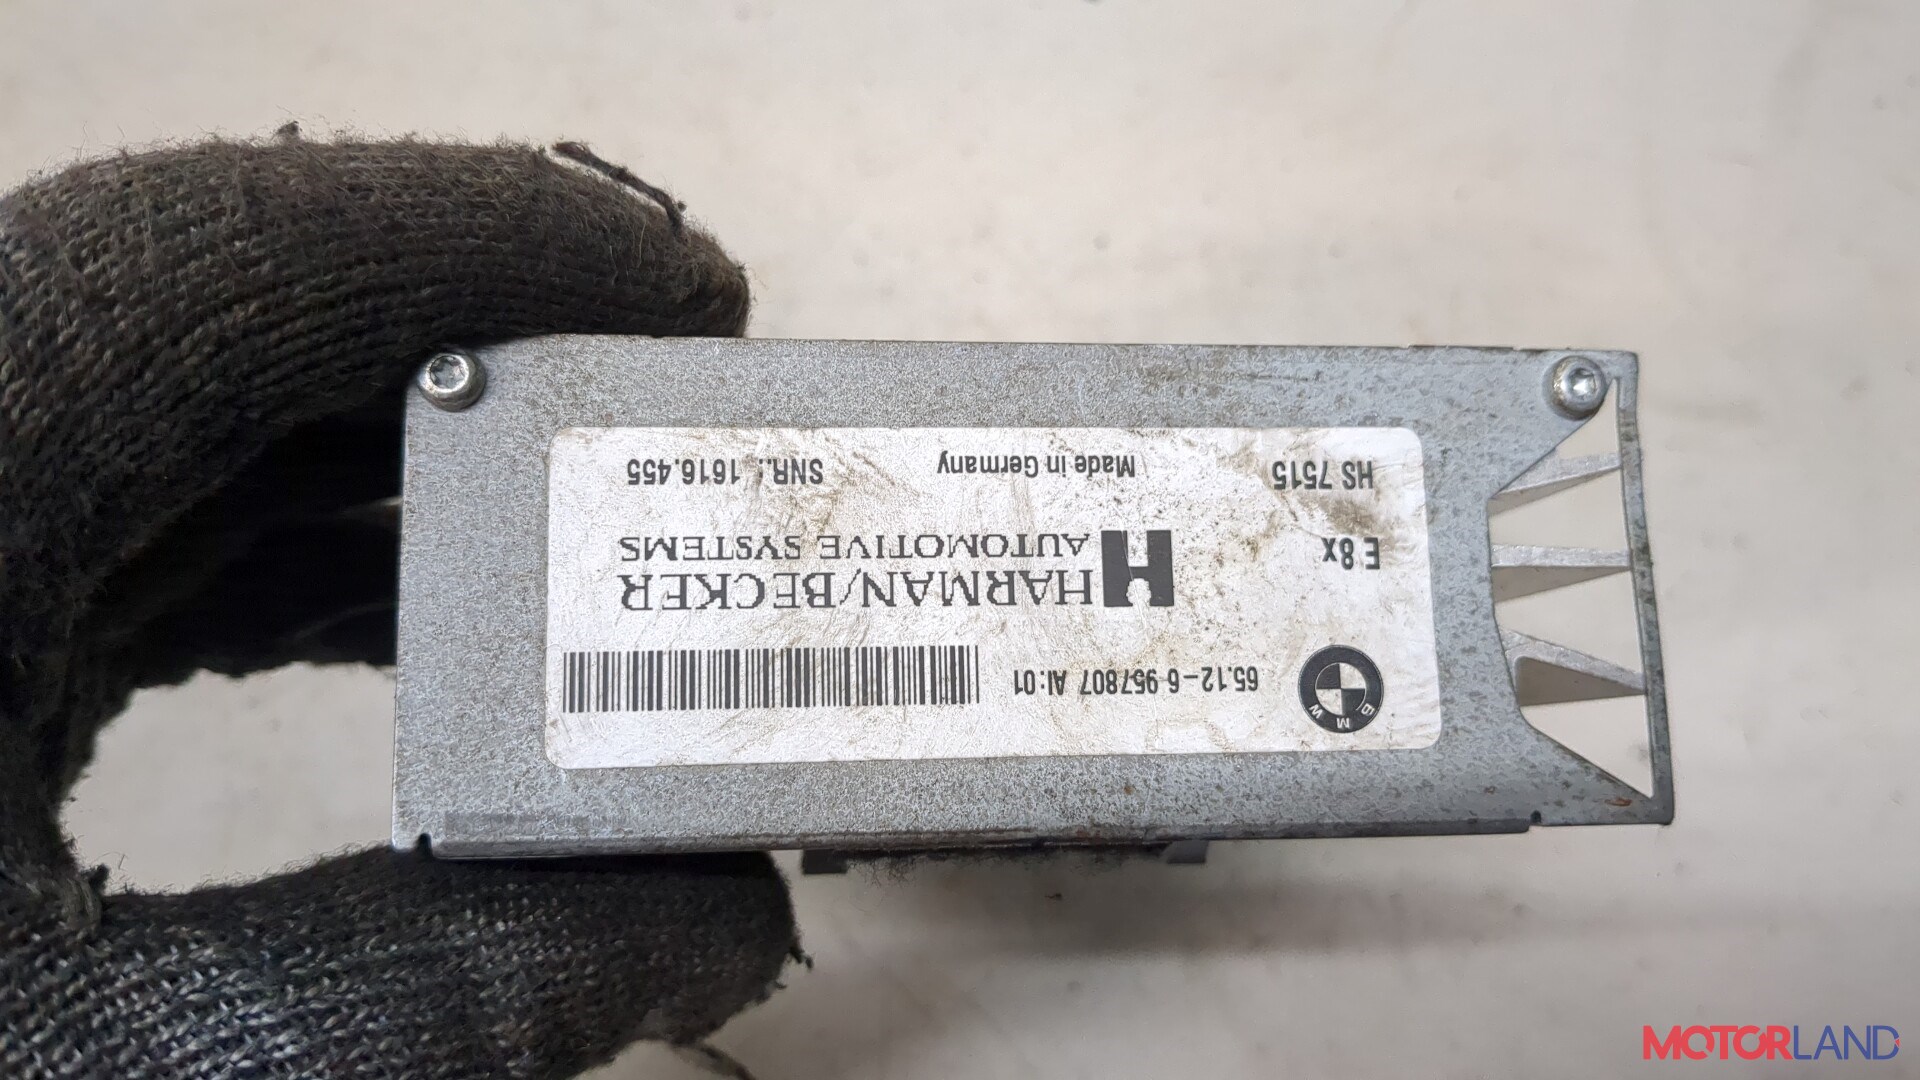 BMW
65.12-6 957807 AI:01
HARMAN/BECKER
AUTOMOTIVE SYSTEMS
E 8x
HS 7515 Made in Germany SNR.: 1616.455
MOTORLAND